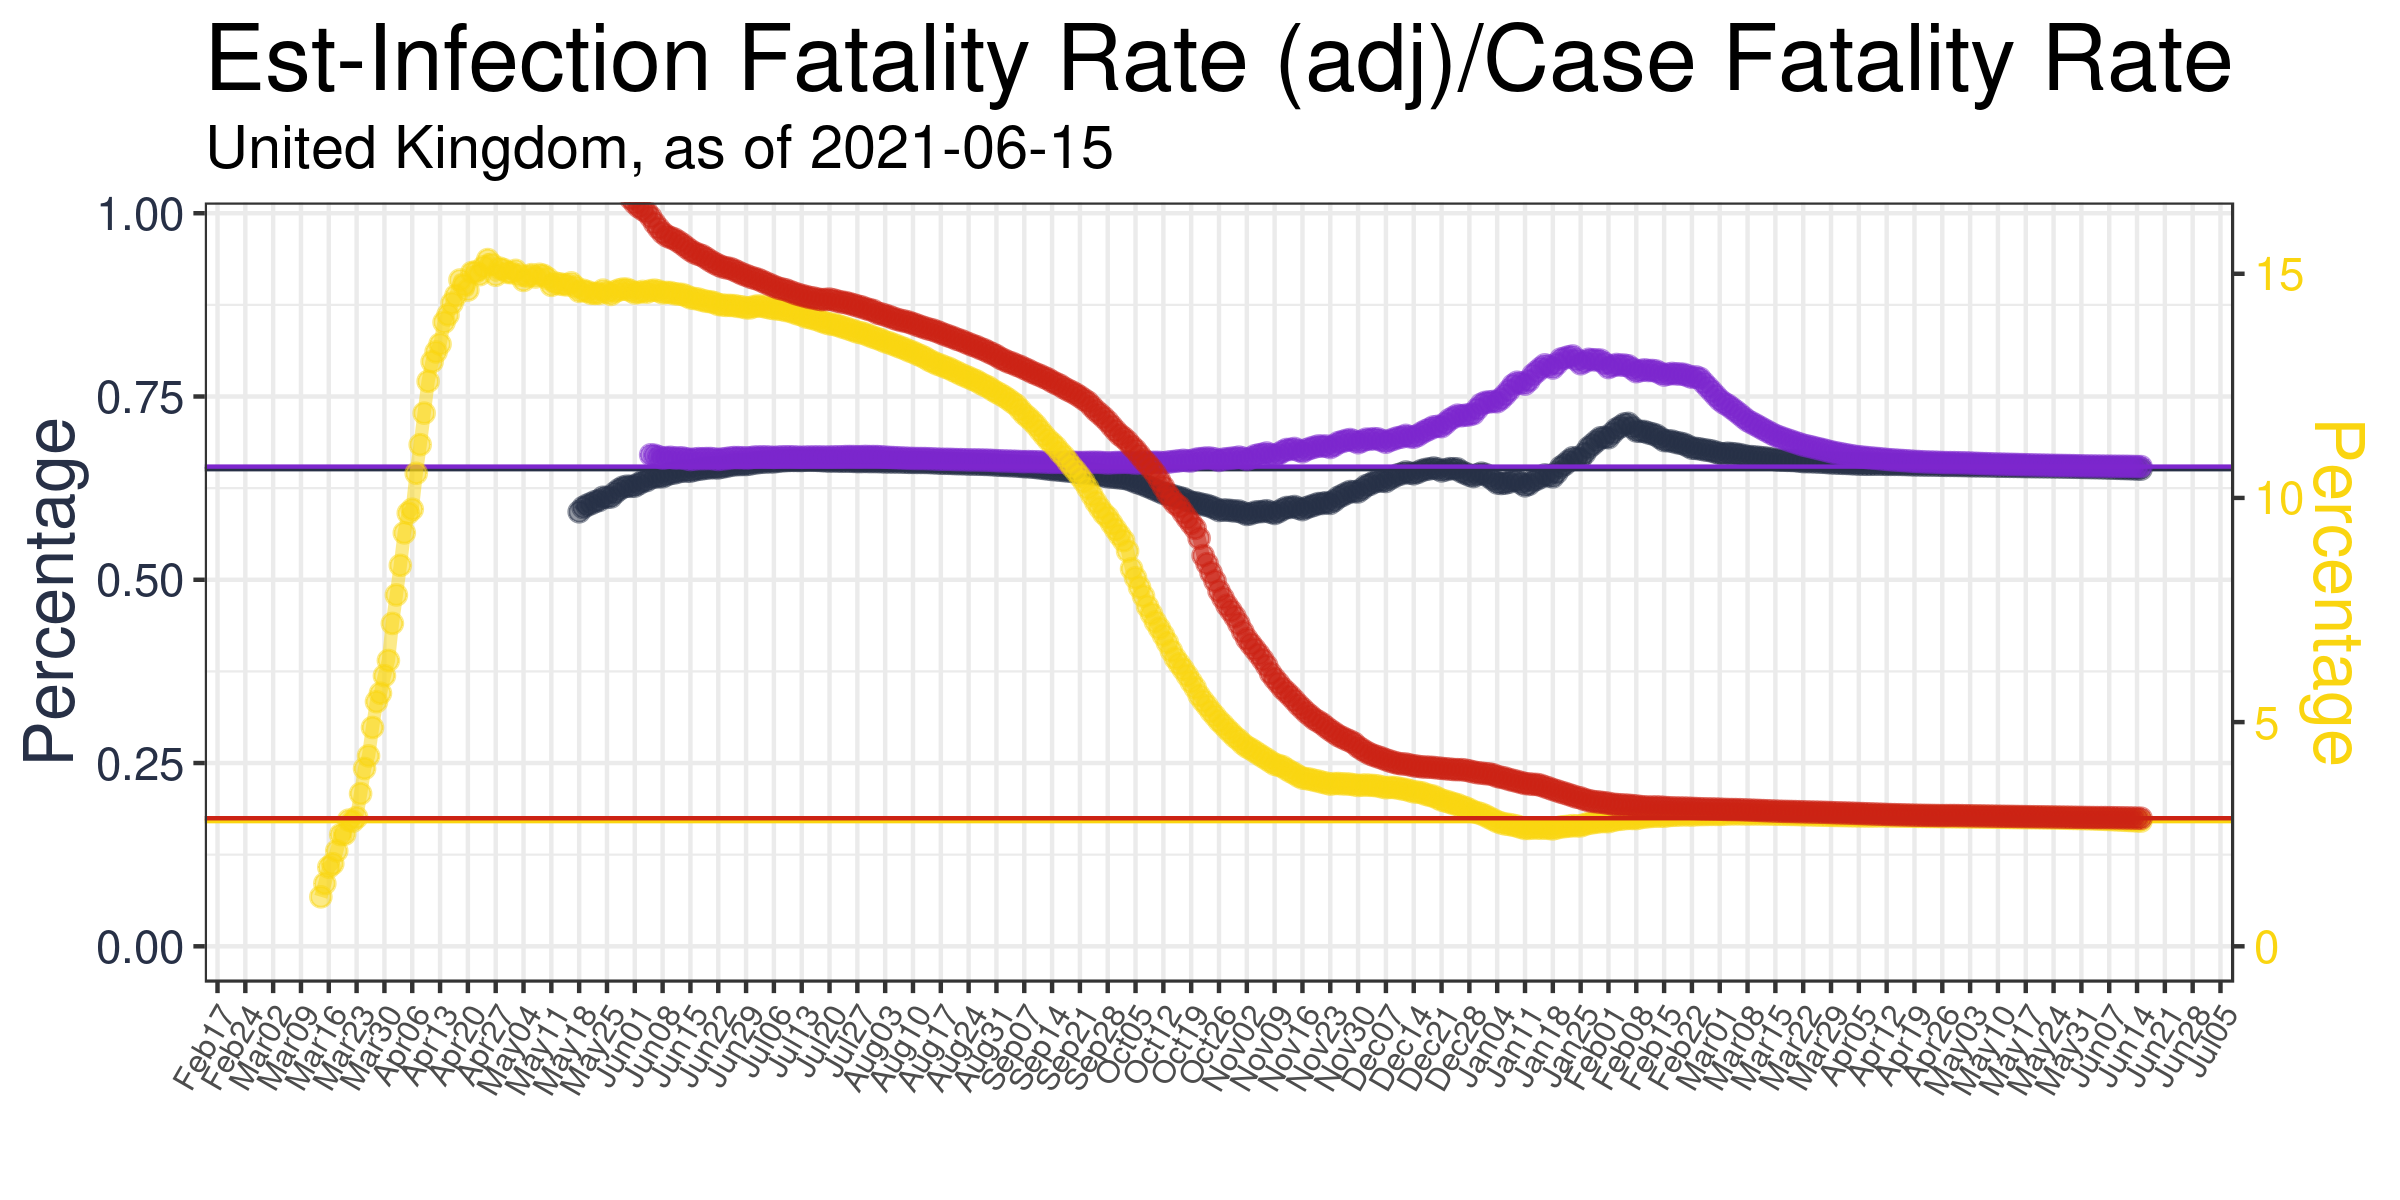 Est-Infection Fatality Rate (adj)/Case Fatality Rate
United Kingdom, as of 2021-06-15
Percentage
1.00
0.75
0.50
0.25
0.00
15
10
5
0
Percentage
Feb17
Feb24
Mar02
Mar09
Mar16
Mar23
Mar30
Apr06
Apr13
Apr20
Apr27
May04
May11
May18
May25
Jun01
Jun08
Jun15
Jun22
Jun29
Jul06
Jul13
Jul20
Jul27
Aug03
Aug10
Aug17
Aug24
Aug31
Sep07
Sep14
Sep21
Sep28
Oct05
Oct12
Oct19
Oct26
Nov02
Nov09
Nov16
Nov23
Nov30
Dec07
Dec14
Dec21
Dec28
Jan04
Jan11
Jan18
Jan25
Feb01
Feb08
Feb15
Feb22
Mar01
Mar08
Mar15
Mar22
Mar29
Apr05
Apr12
Apr19
Apr26
May03
May10
May17
May24
May31
Jun07
Jun14
Jun21
Jun28
Jul05